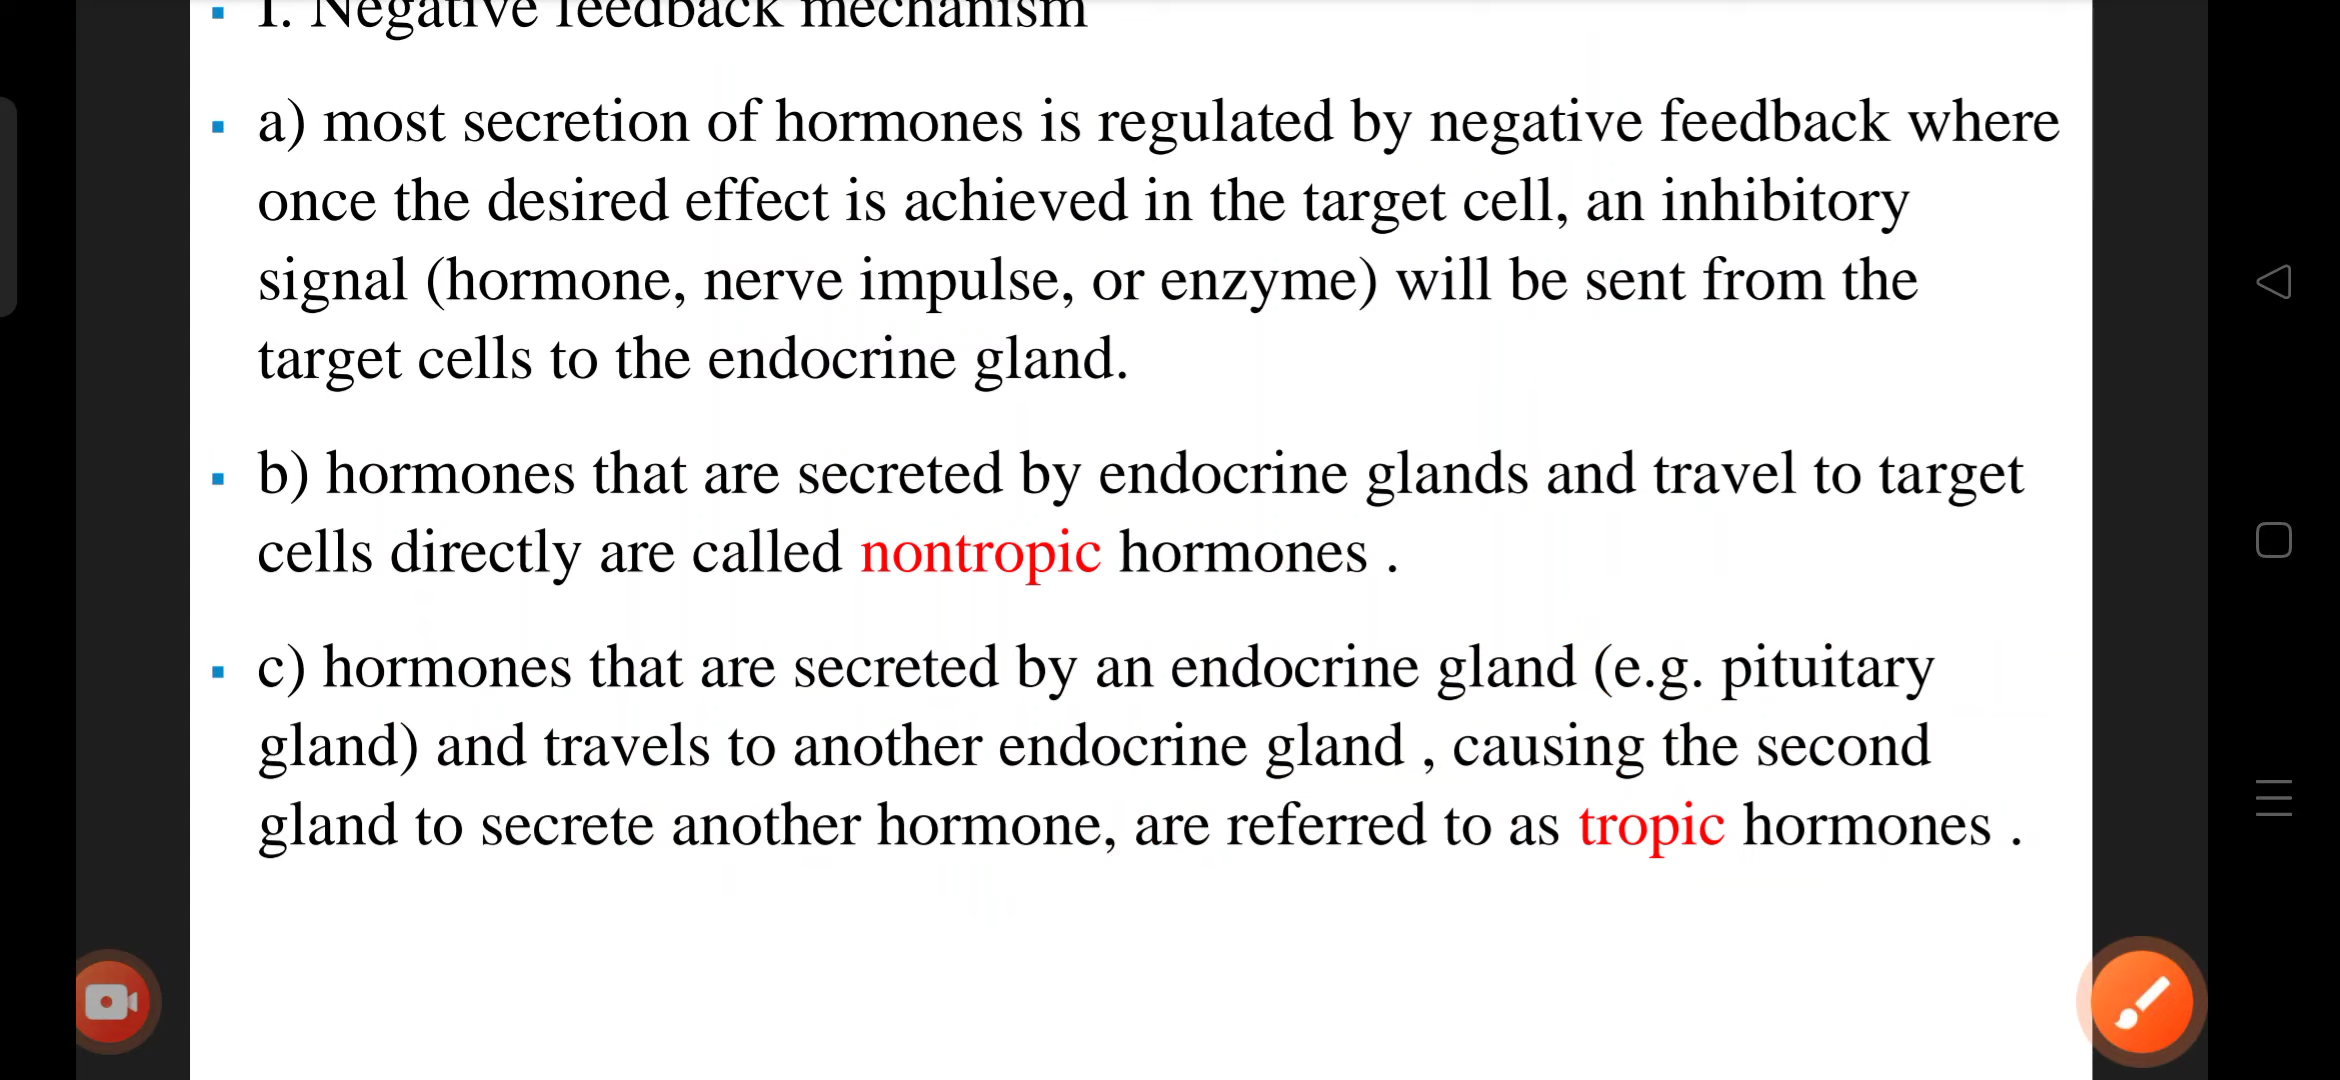 ▪ 1. Negative feedback mechanism
▪ a) most secretion of hormones is regulated by negative feedback where
once the desired effect is achieved in the target cell, an inhibitory
signal (hormone, nerve impulse, or enzyme) will be sent from the
target cells to the endocrine gland.
▪ b) hormones that are secreted by endocrine glands and travel to target
cells directly are called nontropic hormones .
▪ c) hormones that are secreted by an endocrine gland (e.g. pituitary
gland) and travels to another endocrine gland , causing the second
gland to secrete another hormone, are referred to as tropic hormones .